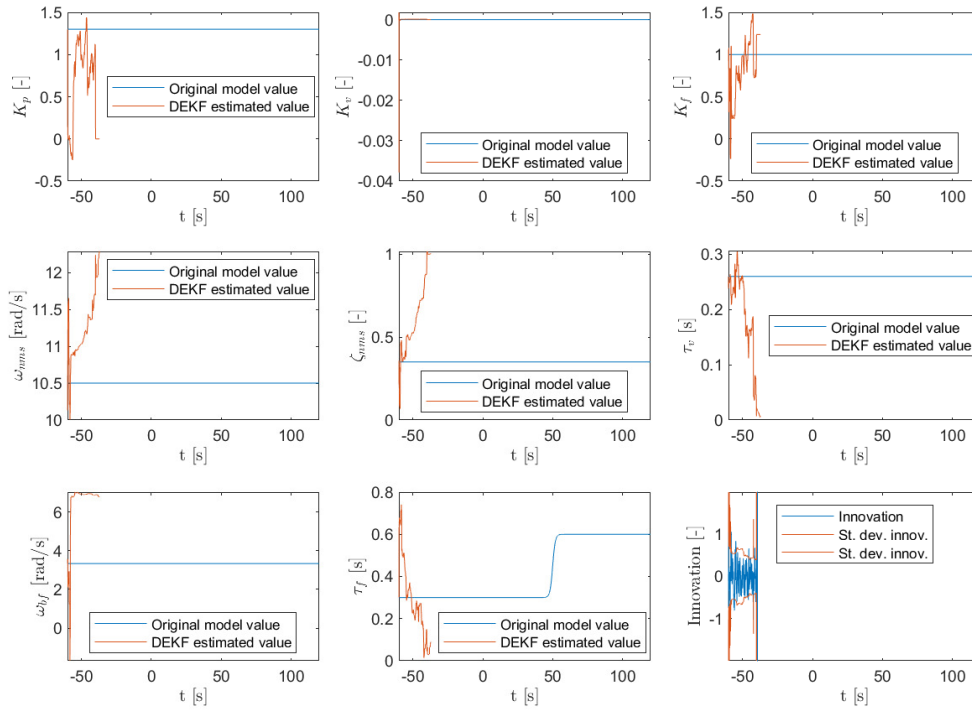 1.5
1
0.5
0
-0.5
K_p [-]
Original model value
DEKF estimated value
-50 0 50 100
t [s]
0
-0.01
-0.02
-0.03
-0.04
K_v [-]
Original model value
DEKF estimated value
-50 0 50 100
t [s]
1.5
1
0.5
0
-0.5
K_f [-]
Original model value
DEKF estimated value
-50 0 50 100
t [s]
12
11.5
11
10.5
10
ω_nms [rad/s]
Original model value
DEKF estimated value
-50 0 50 100
t [s]
1
0.5
0
ζ_nms [-]
Original model value
DEKF estimated value
-50 0 50 100
t [s]
0.3
0.2
0.1
0
τ_v [s]
Original model value
DEKF estimated value
-50 0 50 100
t [s]
6
4
2
0
ω_bf [rad/s]
Original model value
DEKF estimated value
-50 0 50 100
t [s]
0.8
0.6
0.4
0.2
0
τ_f [s]
Original model value
DEKF estimated value
-50 0 50 100
t [s]
1
0
-1
Innovation [-]
Innovation
St. dev. innov.
St. dev. innov.
-50 0 50 100
t [s]